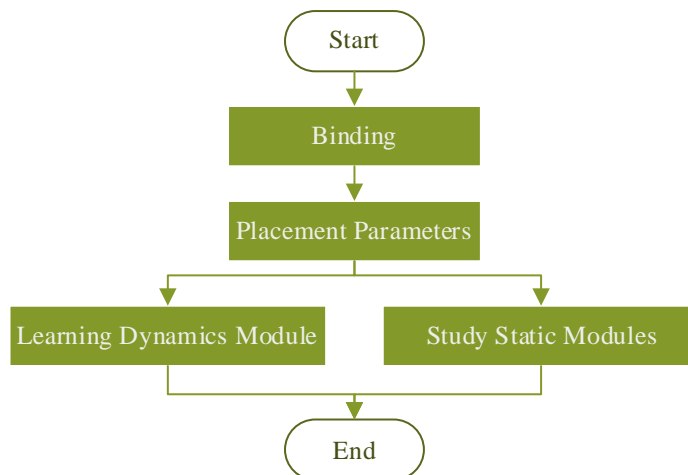 Start
Binding
Placement Parameters
Learning Dynamics Module
Study Static Modules
End